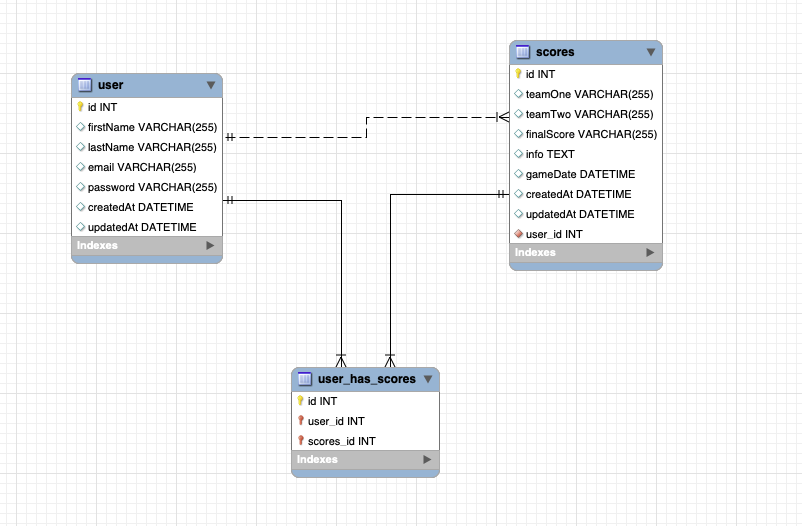 user
id INT
firstName VARCHAR(255)
lastName VARCHAR(255)
email VARCHAR(255)
password VARCHAR(255)
createdAt DATETIME
updatedAt DATETIME
Indexes
scores
id INT
teamOne VARCHAR(255)
teamTwo VARCHAR(255)
finalScore VARCHAR(255)
info TEXT
gameDate DATETIME
createdAt DATETIME
updatedAt DATETIME
user_id INT
Indexes
user_has_scores
id INT
user_id INT
scores_id INT
Indexes